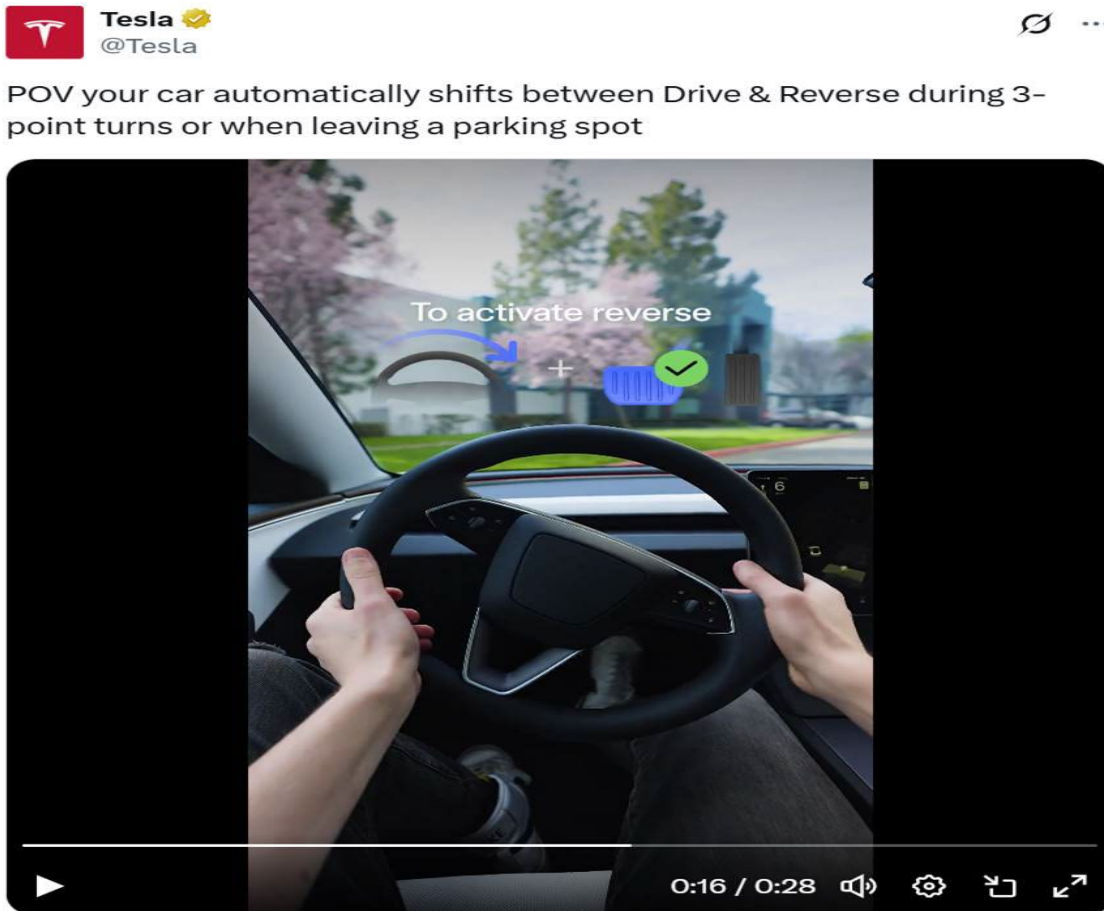 Tesla
@Tesla
POV your car automatically shifts between Drive & Reverse during 3-
point turns or when leaving a parking spot
To activate reverse
+
6
0:16 / 0:28